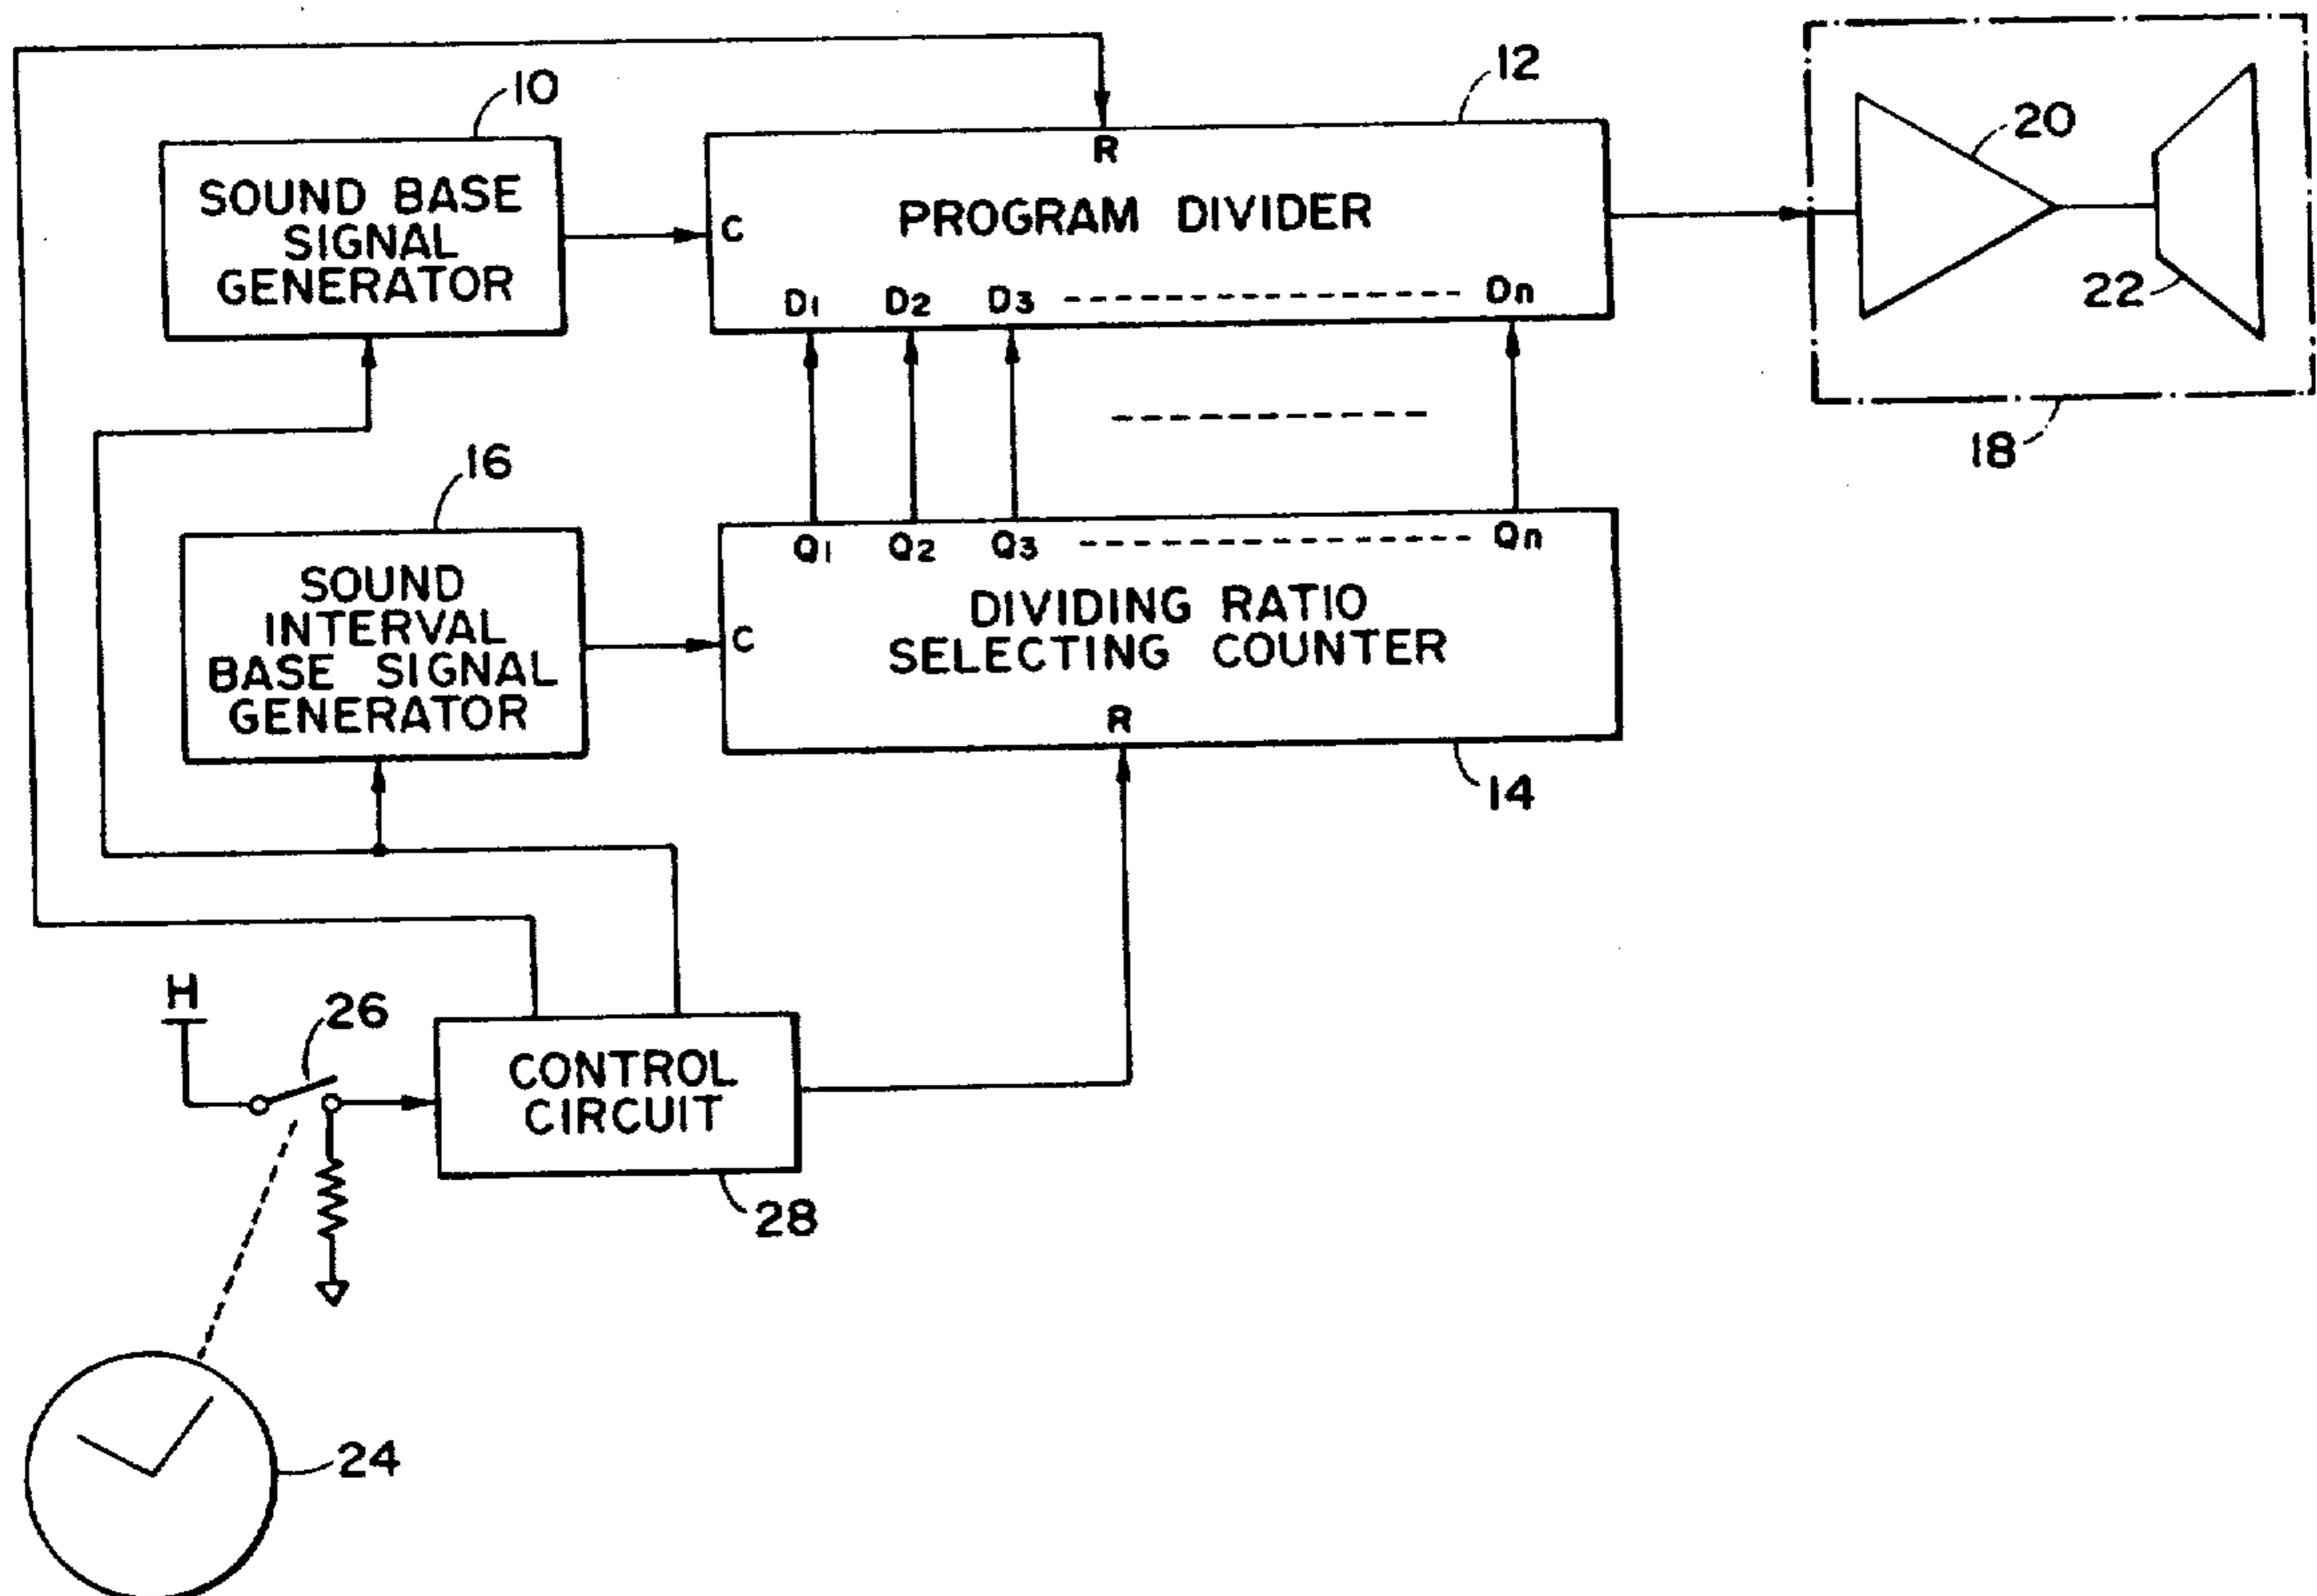 10
12
20
R
SOUND BASE
SIGNAL
GENERATOR
C
PROGRAM DIVIDER
22
D1 D2 D3 Dn
18
16
Q1 Q2 Q3 Qn
SOUND
INTERVAL
BASE SIGNAL
GENERATOR
C
DIVIDING RATIO
SELECTING COUNTER
R
14
H
26
CONTROL
CIRCUIT
28
24